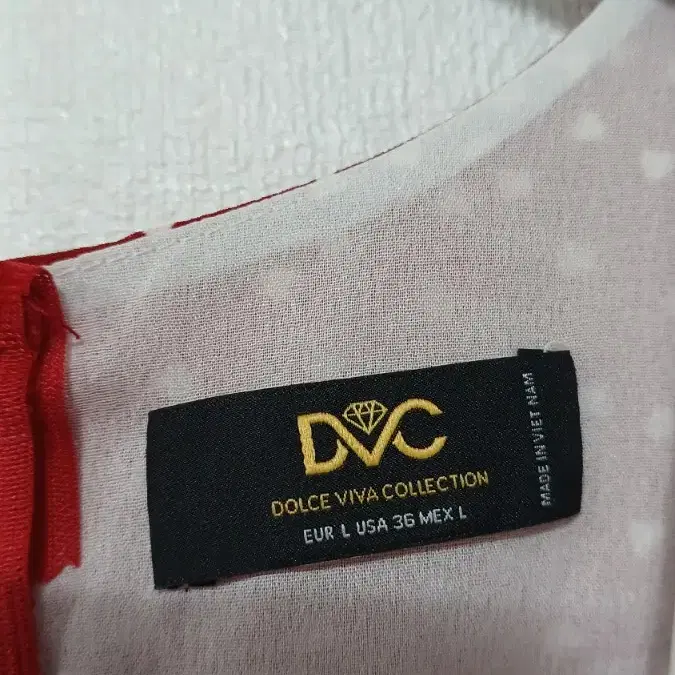 DVC
DOLCE VIVA COLLECTION
EUR L USA 36 MEX L
MADE IN VIET NAM